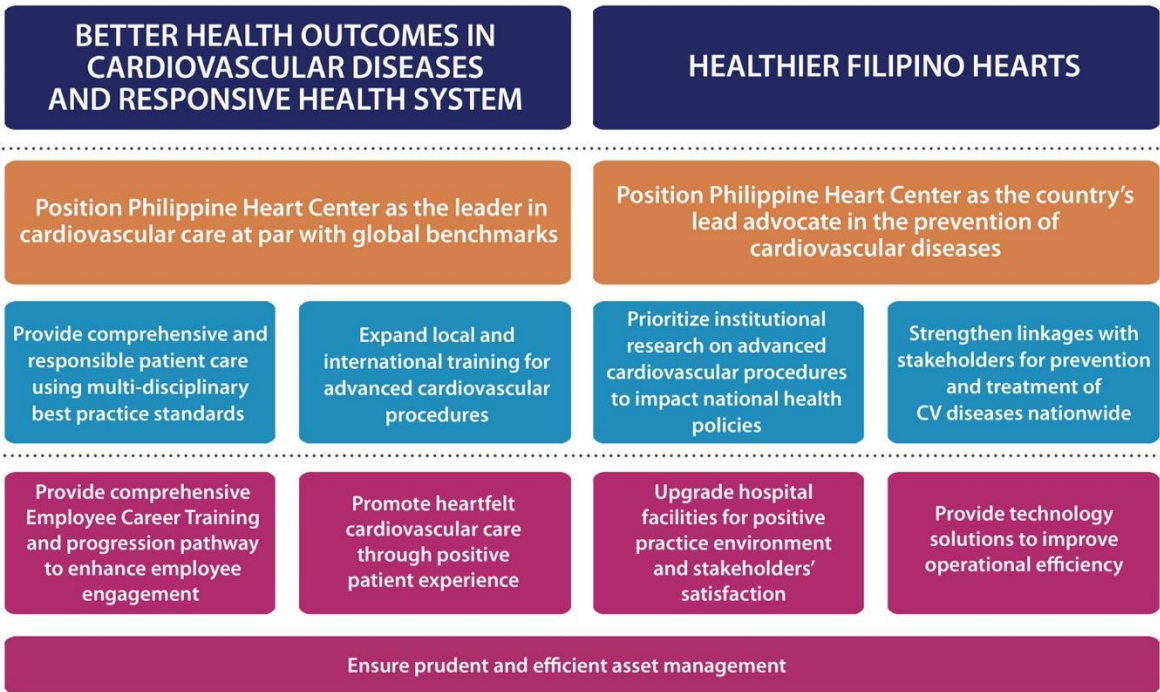 BETTER HEALTH OUTCOMES IN
CARDIOVASCULAR DISEASES
AND RESPONSIVE HEALTH SYSTEM
HEALTHIER FILIPINO HEARTS
Position Philippine Heart Center as the leader in
cardiovascular care at par with global benchmarks
Position Philippine Heart Center as the country's
lead advocate in the prevention of
cardiovascular diseases
Provide comprehensive and
responsible patient care
using multi-disciplinary
best practice standards
Expand local and
international training for
advanced cardiovascular
procedures
Prioritize institutional
research on advanced
cardiovascular procedures
to impact national health
policies
Strengthen linkages with
stakeholders for prevention
and treatment of
CV diseases nationwide
Provide comprehensive
Employee Career Training
and progression pathway
to enhance employee
engagement
Promote heartfelt
cardiovascular care
through positive
patient experience
Upgrade hospital
facilities for positive
practice environment
and stakeholders'
satisfaction
Provide technology
solutions to improve
operational efficiency
Ensure prudent and efficient asset management